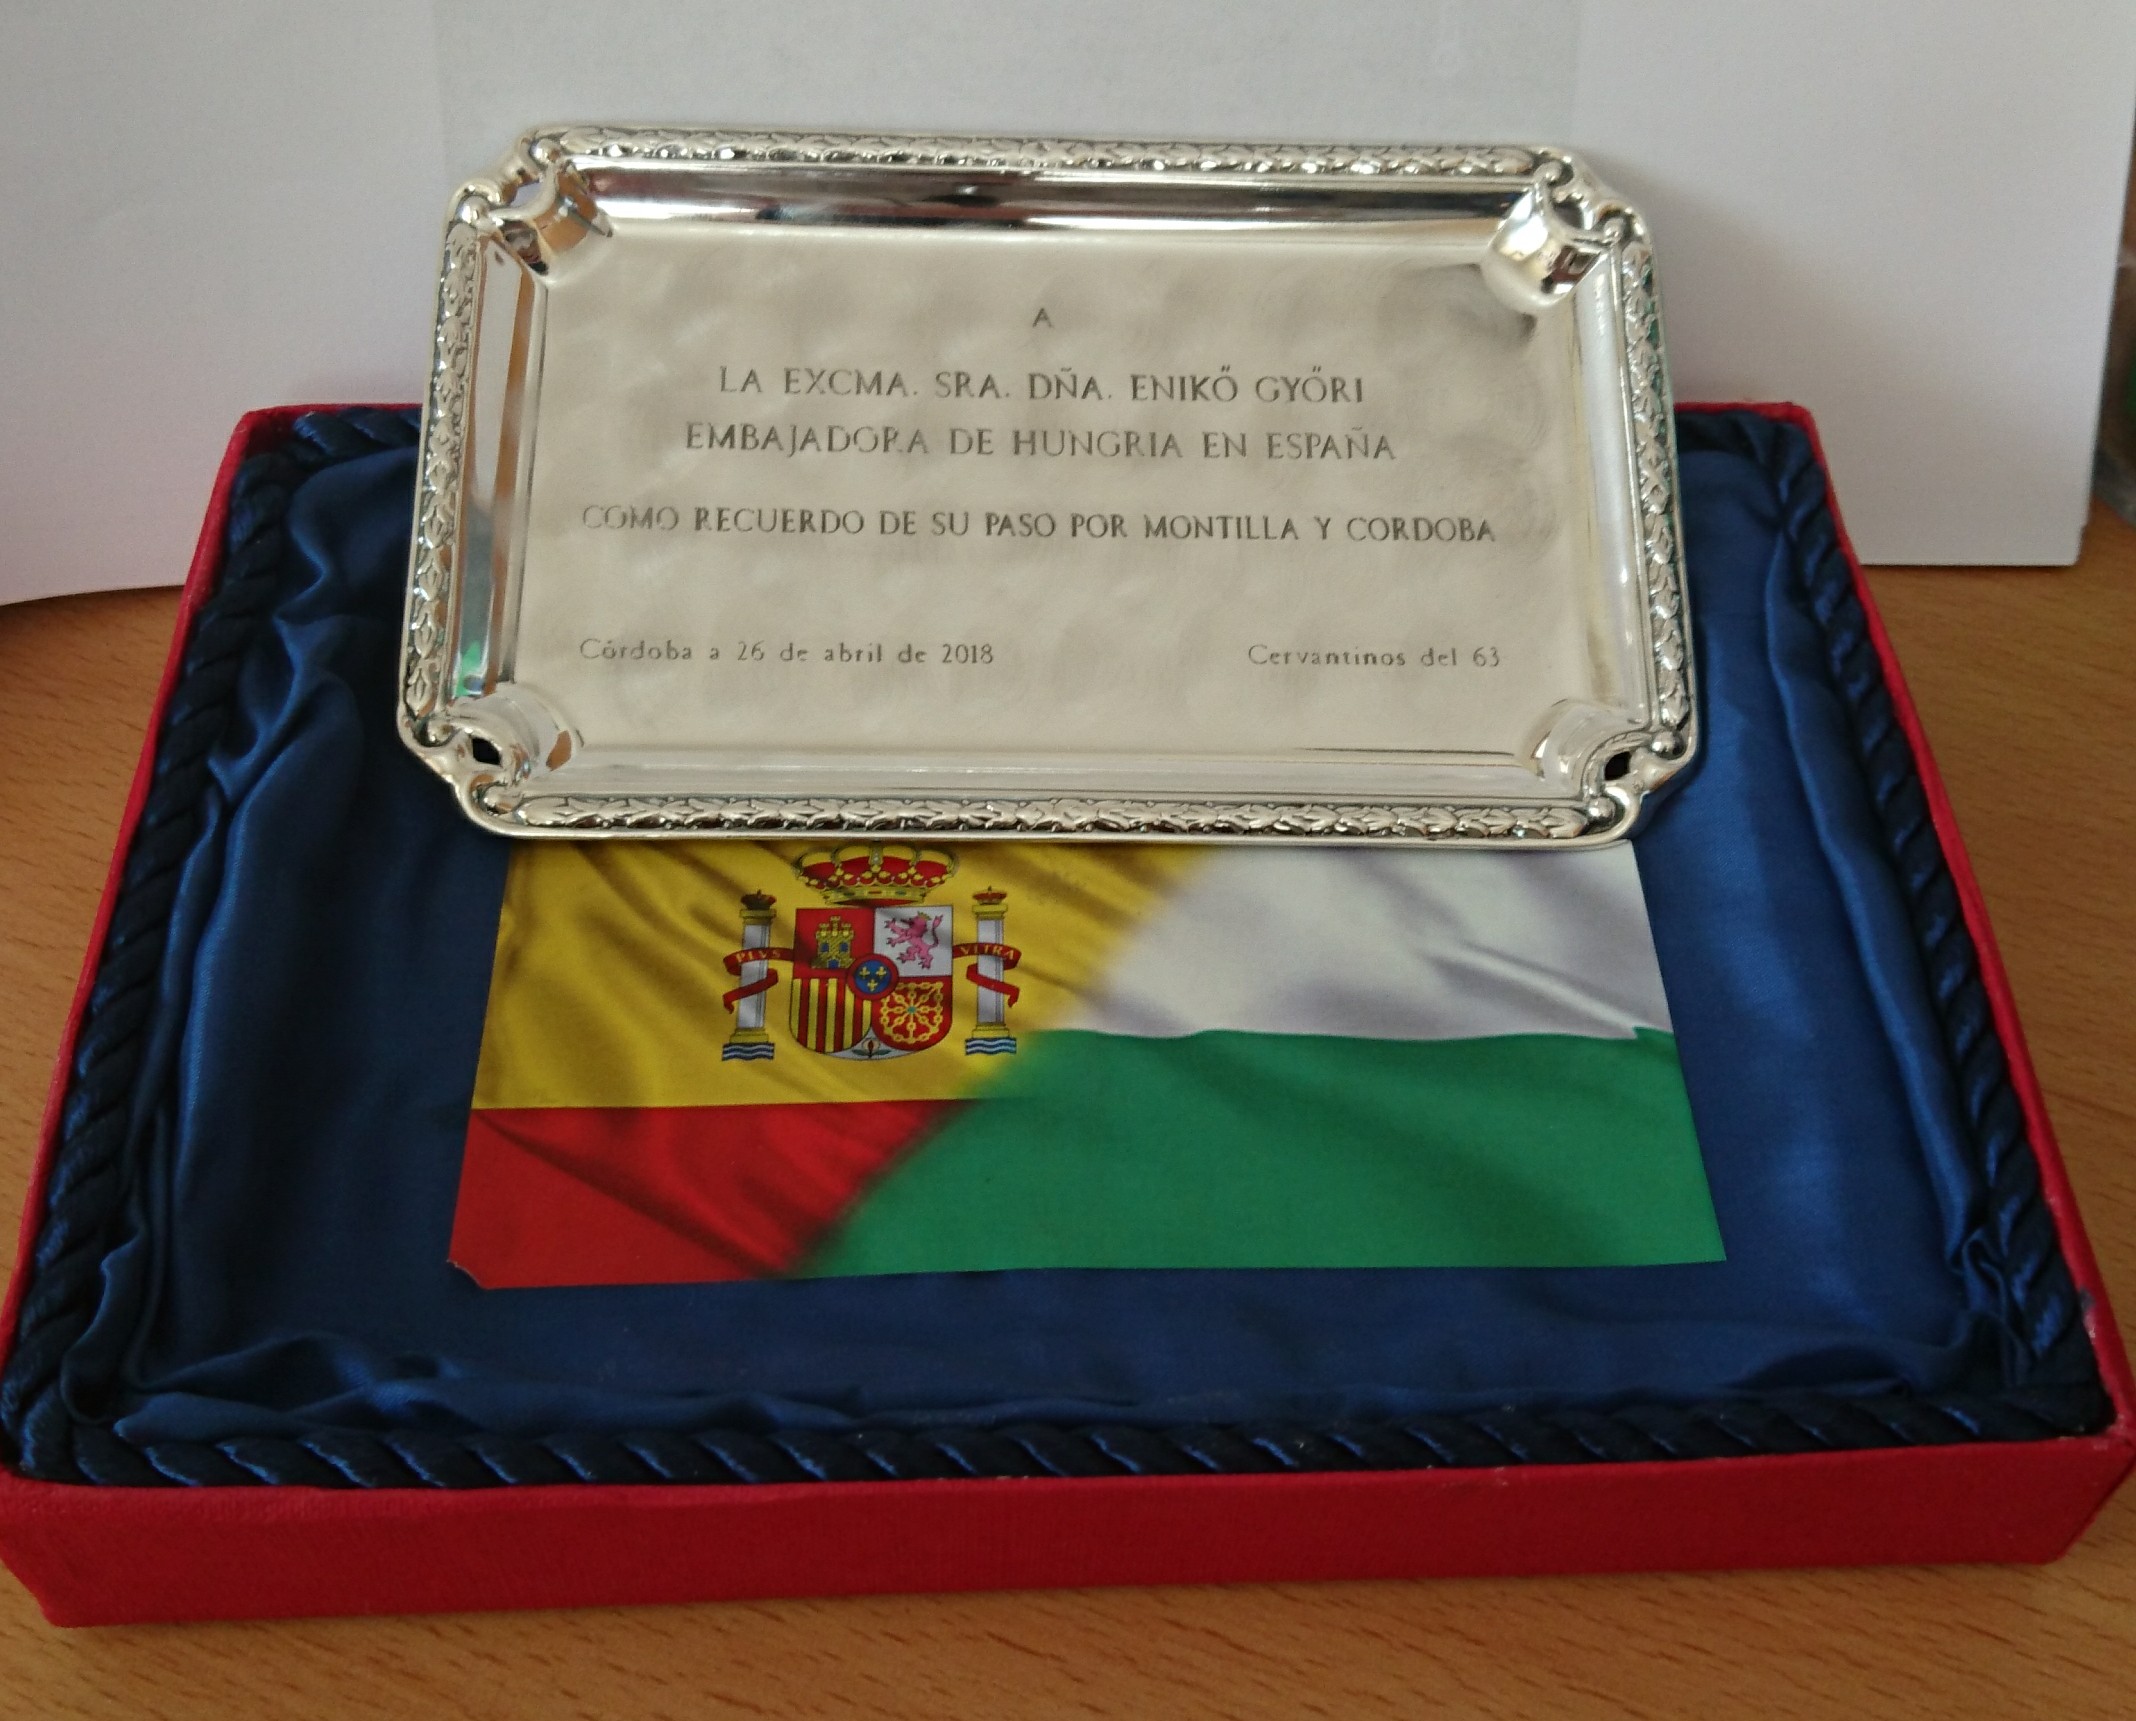 A
LA EXCMA. SRA. DÑA. ENIKŐ GYŐRI
EMBAJADORA DE HUNGRIA EN ESPAÑA
COMO RECUERDO DE SU PASO POR MONTILLA Y CORDOBA
Córdoba a 26 de abril de 2018 Cervantinos del 63
PLVS VLTRA